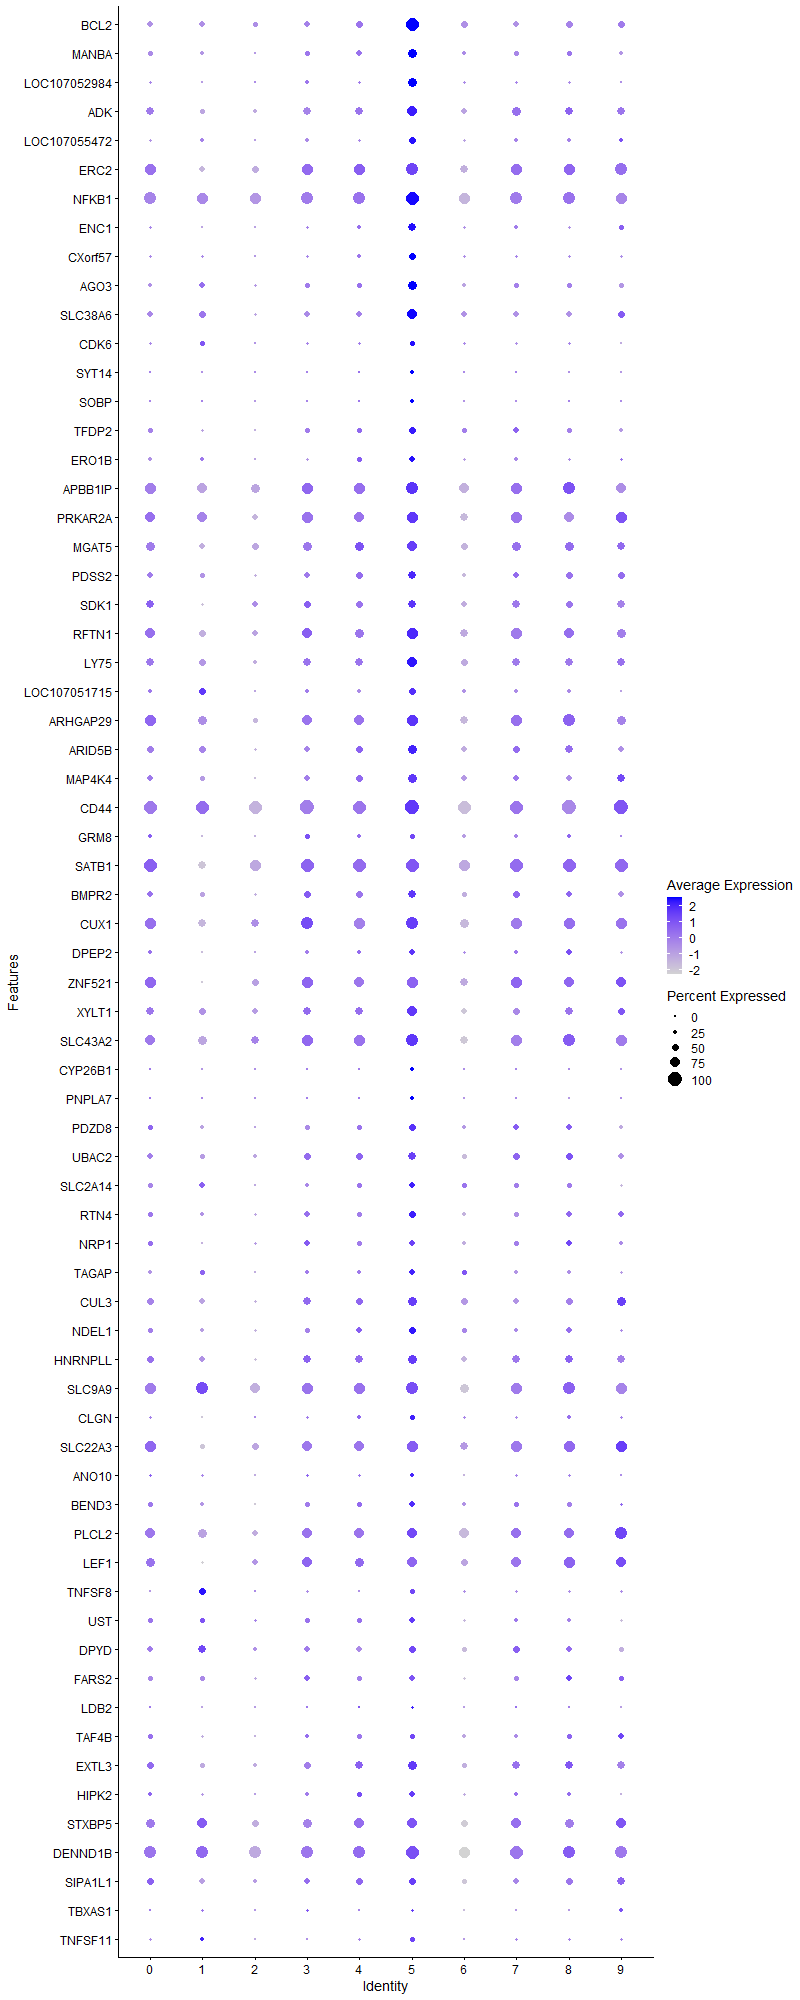 BCL2
MANBA
LOC107052984
ADK
LOC107055472
ERC2
NFKB1
ENC1
CXorf57
AGO3
SLC38A6
CDK6
SYT14
SOBP
TFDP2
ERO1B
APBB1IP
PRKAR2A
MGAT5
PDSS2
SDK1
RFTN1
LY75
LOC107051715
ARHGAP29
ARID5B
MAP4K4
CD44
GRM8
SATB1
BMPR2
CUX1
DPEP2
ZNF521
XYLT1
SLC43A2
CYP26B1
PNPLA7
PDZD8
UBAC2
SLC2A14
RTN4
NRP1
TAGAP
CUL3
NDEL1
HNRNPLL
SLC9A9
CLGN
SLC22A3
ANO10
BEND3
PLCL2
LEF1
TNFSF8
UST
DPYD
FARS2
LDB2
TAF4B
EXTL3
HIPK2
STXBP5
DENND1B
SIPA1L1
TBXAS1
TNFSF11
Features
0 1 2 3 4 5 6 7 8 9
Identity
Average Expression
2
1
0
-1
-2
Percent Expressed
0
25
50
75
100